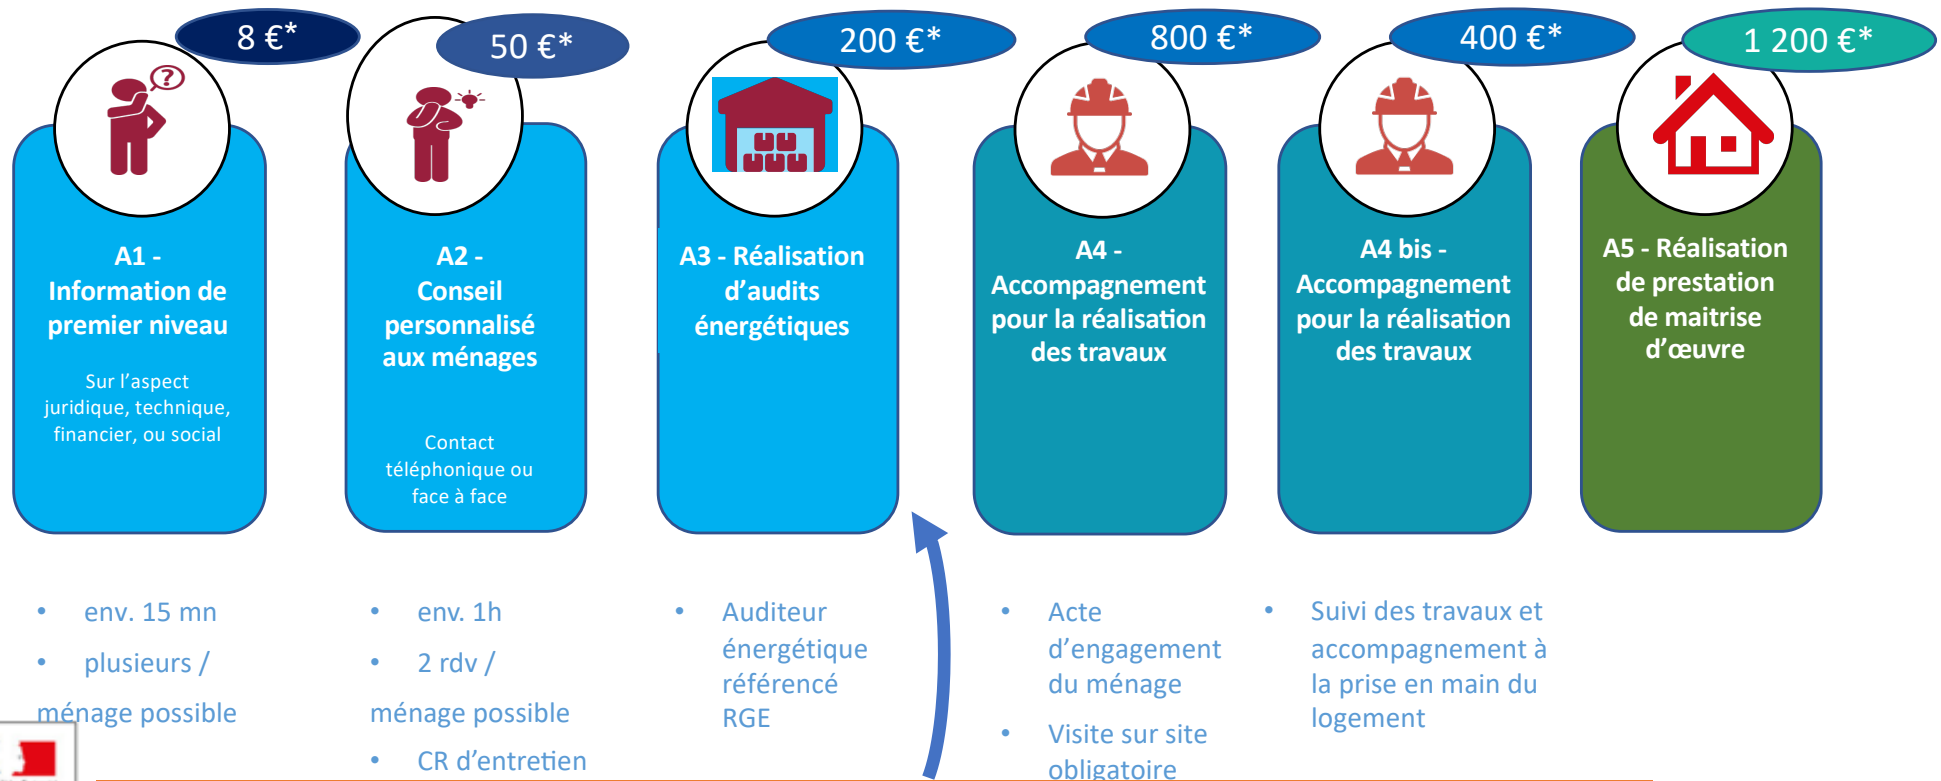 8 €*
50 €*
200 €*
800 €*
400 €*
1 200 €*
?
A1 -
Information de
premier niveau
Sur l'aspect
juridique, technique,
financier, ou social
A2 -
Conseil
personnalisé
aux ménages
Contact
téléphonique ou
face à face
A3 - Réalisation
d'audits
énergétiques
A4 -
Accompagnement
pour la réalisation
des travaux
A4 bis -
Accompagnement
pour la réalisation
des travaux
A5 - Réalisation
de prestation
de maitrise
d'œuvre
• env. 15 mn
• plusieurs /
ménage possible
• env. 1h
• 2 rdv /
ménage possible
• CR d'entretien
• Auditeur
énergétique
référencé
RGE
• Acte
d'engagement
du ménage
• Visite sur site
obligatoire
• Suivi des travaux et
accompagnement à
la prise en main du
logement